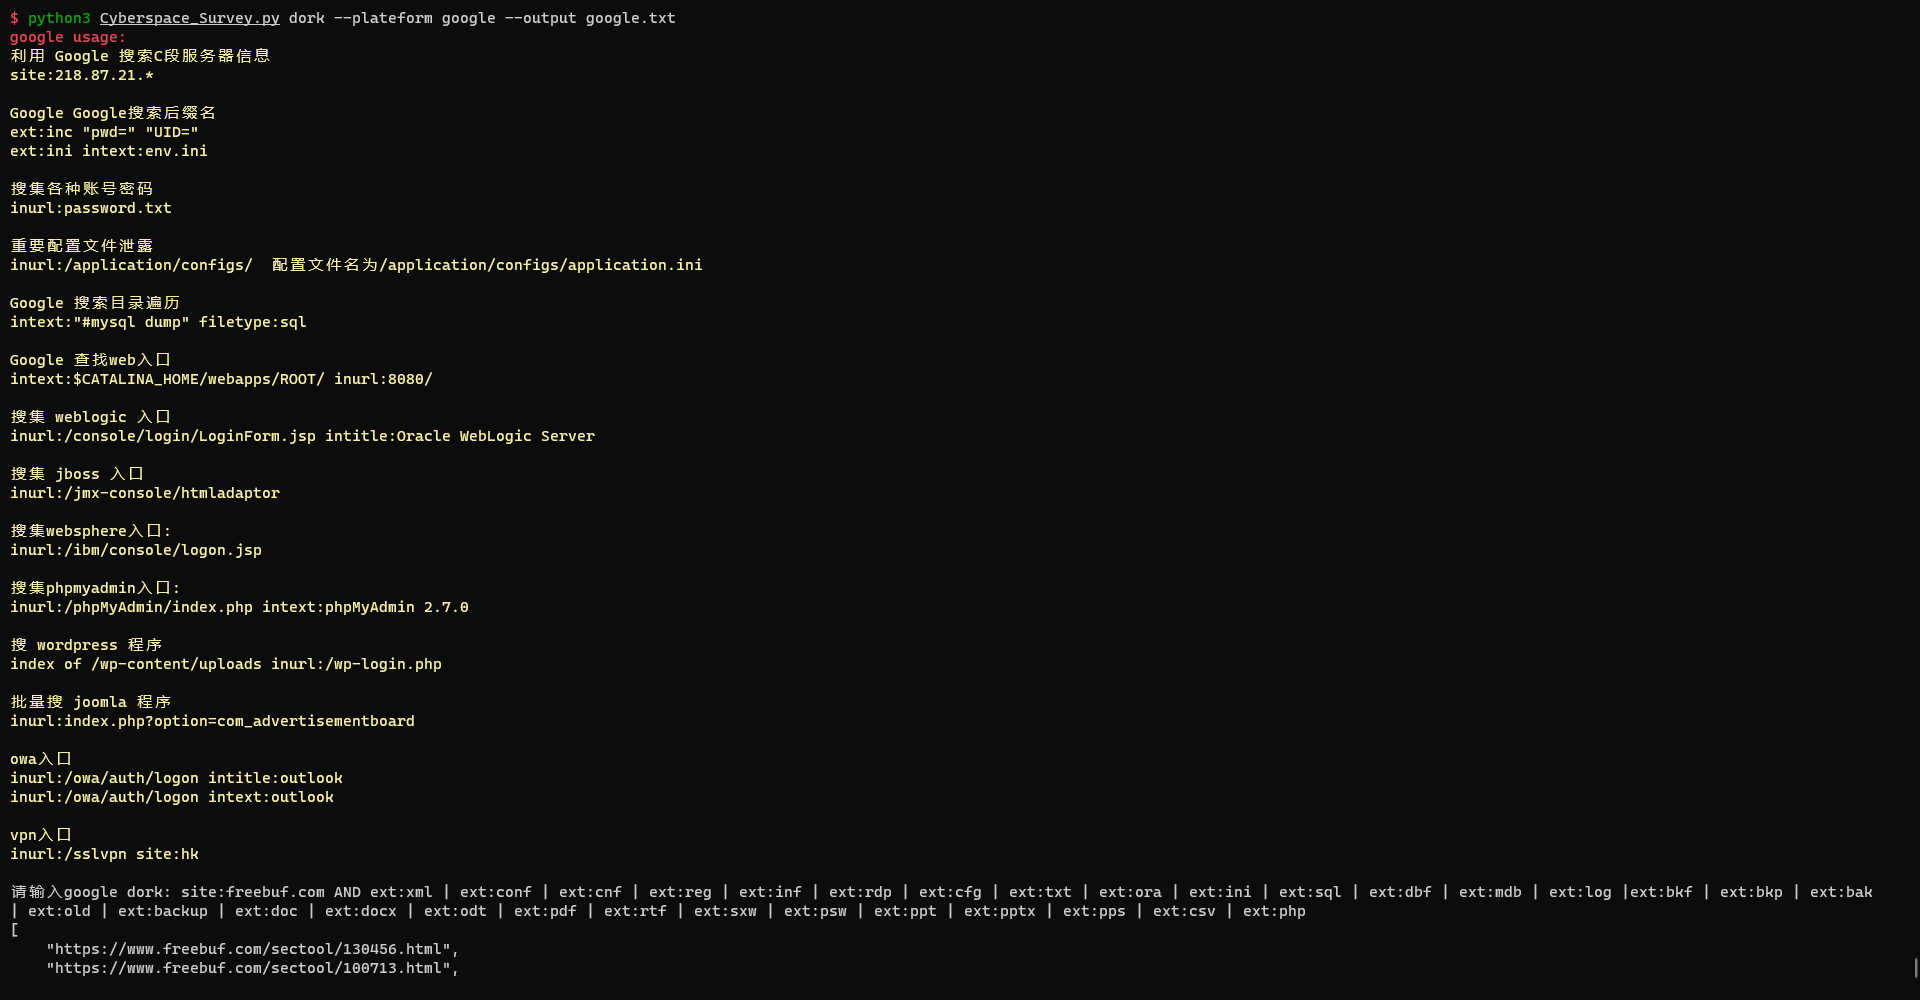 $ python3 Cyberspace_Survey.py dork --plateform google --output google.txt
google usage:
利用 Google 搜索C段服务器信息
site:218.87.21.*
Google Google搜索后缀名
ext:inc "pwd=" "UID="
ext:ini intext:env.ini
搜集各种账号密码
inurl:password.txt
重要配置文件泄露
inurl:/application/configs/  配置文件名为/application/configs/application.ini
Google 搜索目录遍历
intext:"#mysql dump" filetype:sql
Google 查找web入口
intext:$CATALINA_HOME/webapps/ROOT/ inurl:8080/
搜集 weblogic 入口
inurl:/console/login/LoginForm.jsp intitle:Oracle WebLogic Server
搜集 jboss 入口
inurl:/jmx-console/htmladaptor
搜集websphere入口:
inurl:/ibm/console/logon.jsp
搜集phpmyadmin入口:
inurl:/phpMyAdmin/index.php intext:phpMyAdmin 2.7.0
搜 wordpress 程序
index of /wp-content/uploads inurl:/wp-login.php
批量搜 joomla 程序
inurl:index.php?option=com_advertisementboard
owa入口
inurl:/owa/auth/logon intitle:outlook
inurl:/owa/auth/logon intext:outlook
vpn入口
inurl:/sslvpn site:hk
请输入google dork: site:freebuf.com AND ext:xml | ext:conf | ext:cnf | ext:reg | ext:inf | ext:rdp | ext:cfg | ext:txt | ext:ora | ext:ini | ext:sql | ext:dbf | ext:mdb | ext:log |ext:bkf | ext:bkp | ext:bak
| ext:old | ext:backup | ext:doc | ext:docx | ext:odt | ext:pdf | ext:rtf | ext:sxw | ext:psw | ext:ppt | ext:pptx | ext:pps | ext:csv | ext:php
[
    "https://www.freebuf.com/sectool/130456.html",
    "https://www.freebuf.com/sectool/100713.html",